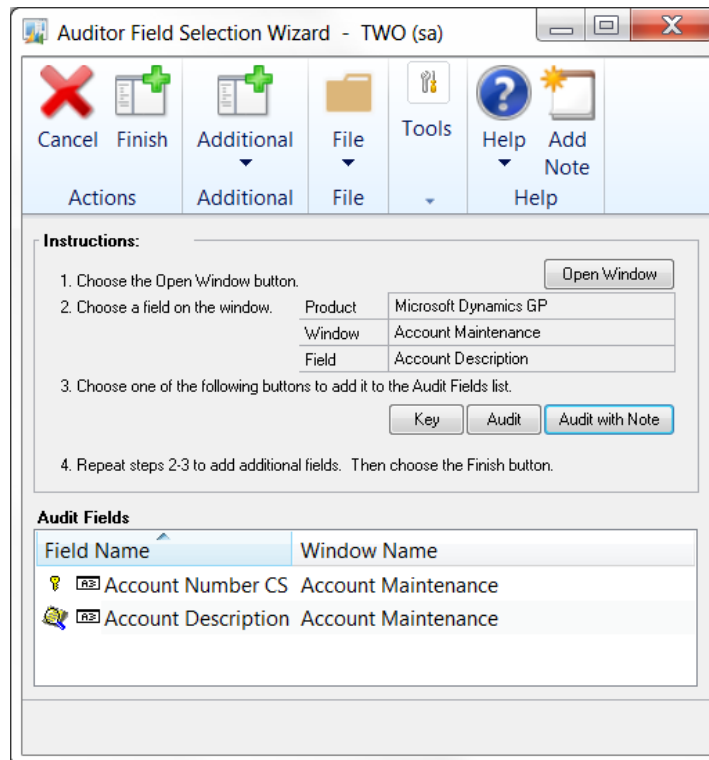 Auditor Field Selection Wizard - TWO (sa)
Cancel Finish Additional File Tools Help Add Note
Actions Additional File Help
Instructions:
1. Choose the Open Window button. Open Window
2. Choose a field on the window. Product Microsoft Dynamics GP
Window Account Maintenance
Field Account Description
3. Choose one of the following buttons to add it to the Audit Fields list.
Key Audit Audit with Note
4. Repeat steps 2-3 to add additional fields. Then choose the Finish button.
Audit Fields
Field Name Window Name
Account Number CS Account Maintenance
Account Description Account Maintenance